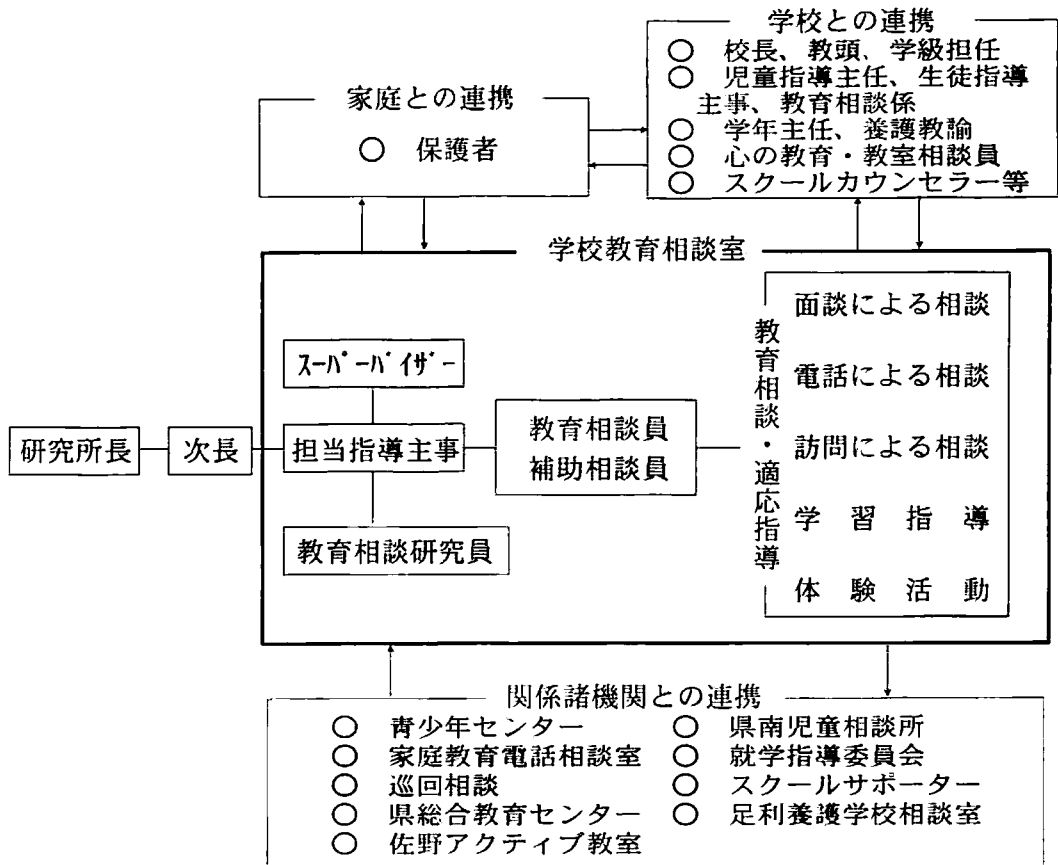 学校との連携
○ 校長、教頭、学級担任
○ 児童指導主任、生徒指導
主事、教育相談係
○ 学年主任、養護教諭
○ 心の教育・教室相談員
○ スクールカウンセラー等
家庭との連携
○ 保護者
学校教育相談室
研究所長
次長
スーパーバイザー
担当指導主事
教育相談研究員
教育相談員
補助相談員
教育相談・適応指導
面談による相談
電話による相談
訪問による相談
学習指導
体験活動
関係諸機関との連携
○ 青少年センター
○ 家庭教育電話相談室
○ 巡回相談
○ 県総合教育センター
○ 佐野アクティブ教室
○ 県南児童相談所
○ 就学指導委員会
○ スクールサポーター
○ 足利養護学校相談室